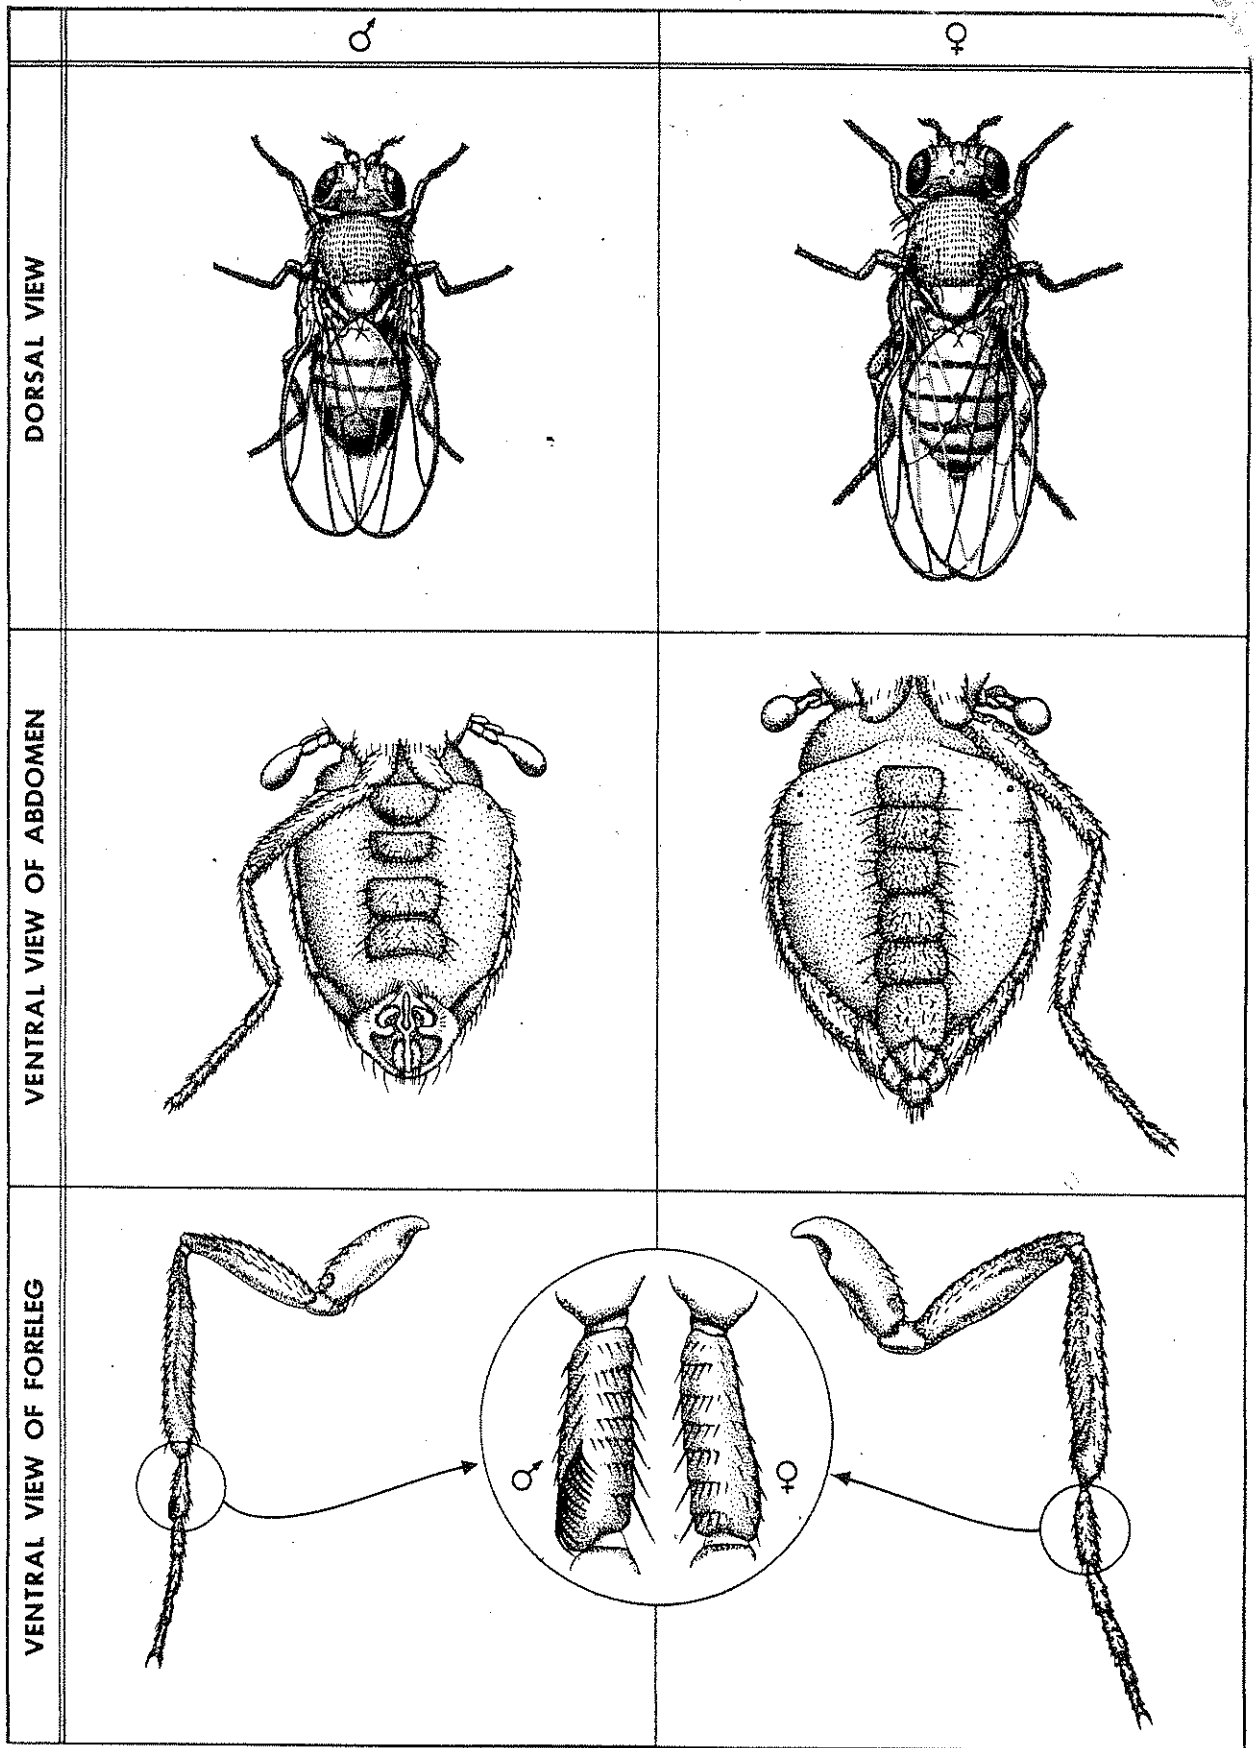 ♂
♀
DORSAL VIEW
VENTRAL VIEW OF ABDOMEN
VENTRAL VIEW OF FORELEG
♂
♀